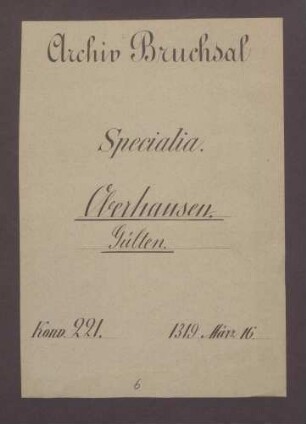 Archiv Bruchsal
Specialia.
Oberhausen.
Gülten.
Konv. 221. 1319 März 16
6